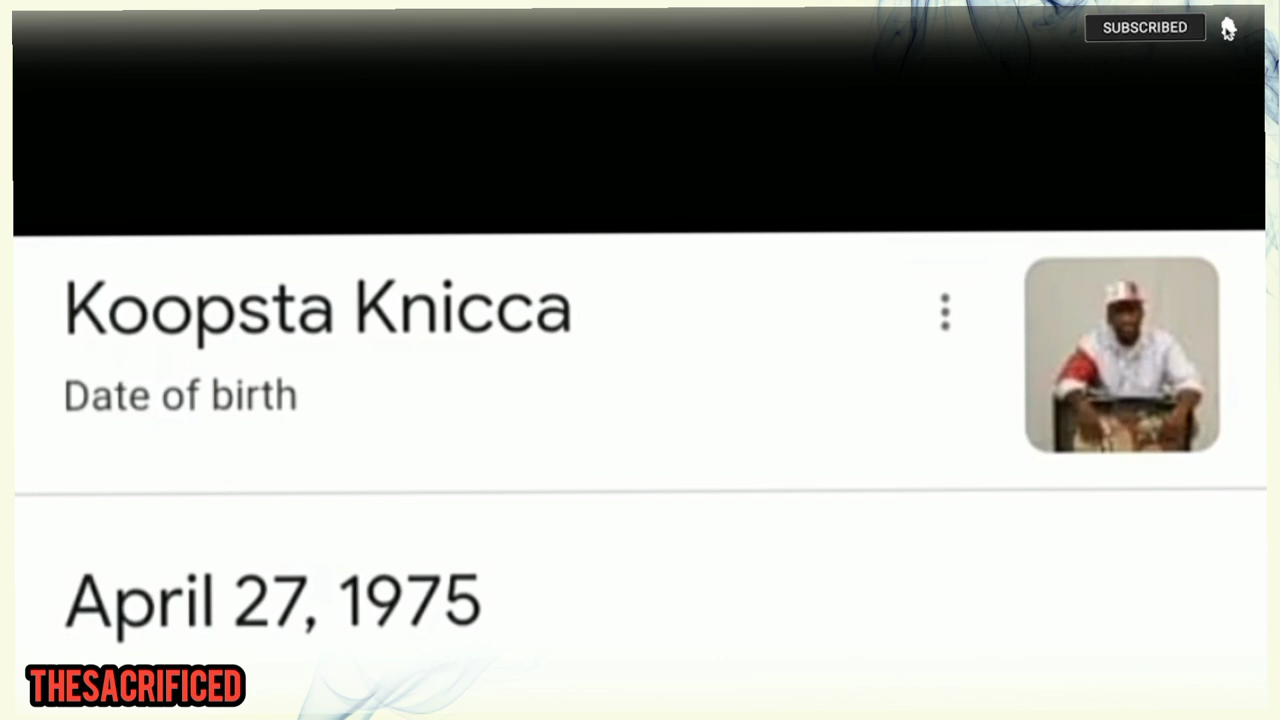 SUBSCRIBED
Koopsta Knicca
Date of birth
April 27, 1975
THESACRIFICED